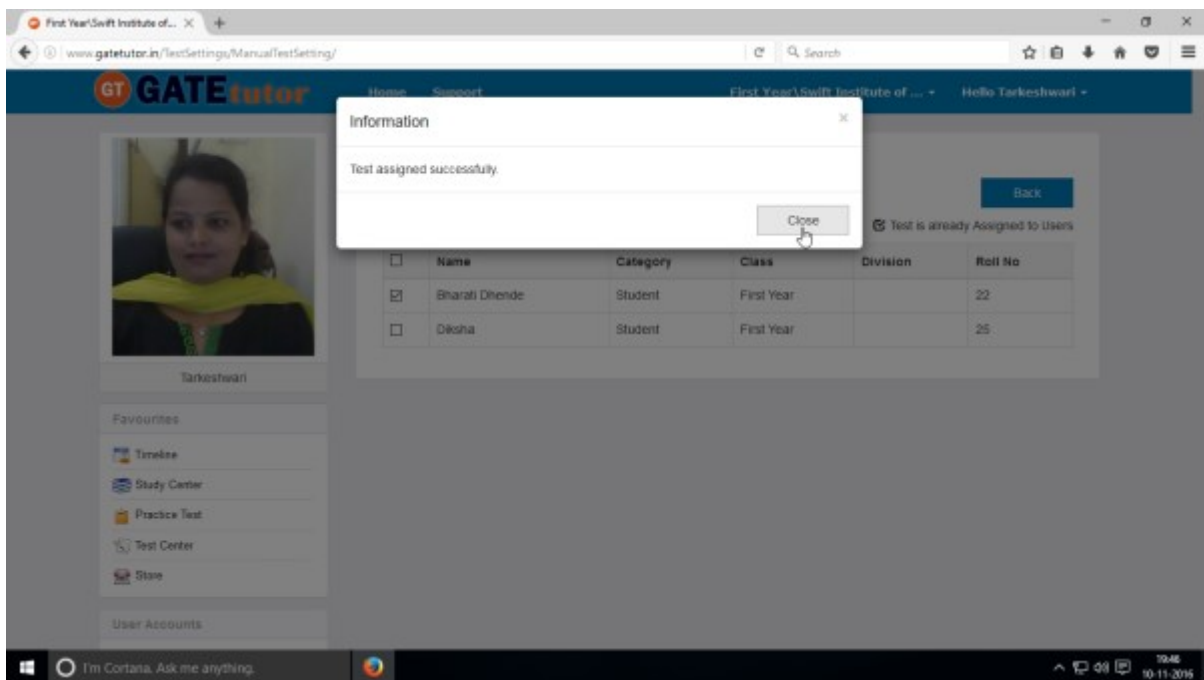 First Year\Swift Institute of...
www.gatetutor.in/TestSettings/ManualTestSetting/
Search
GT GATEtutor
Home Support First Year\Swift Institute of ... Hello Tarkeshwari
Information
Test assigned successfully.
Close
Back
Test is already Assigned to Users
Name Category Class Division Roll No
Bharati Dhende Student First Year 22
Diksha Student First Year 25
Tarkeshwari
Favourites
Timeline
Study Center
Practice Test
Test Center
Store
User Accounts
I'm Cortana. Ask me anything.
19:46
10-11-2016